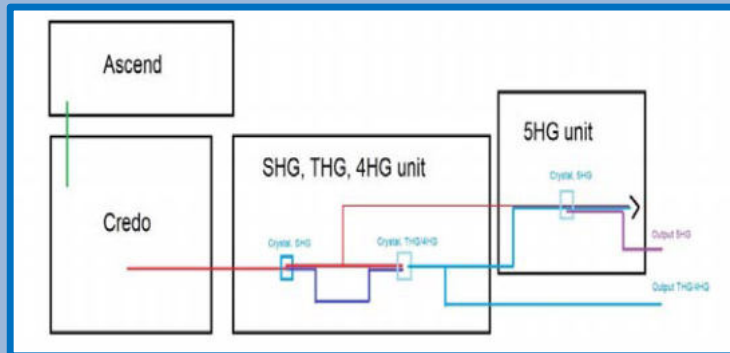 Ascend
5HG unit
SHG, THG, 4HG unit
Crystal, 5HG
Credo
Crystal, SHG
Crystal, THG/4HG
Output 5HG
Output THG/4HG